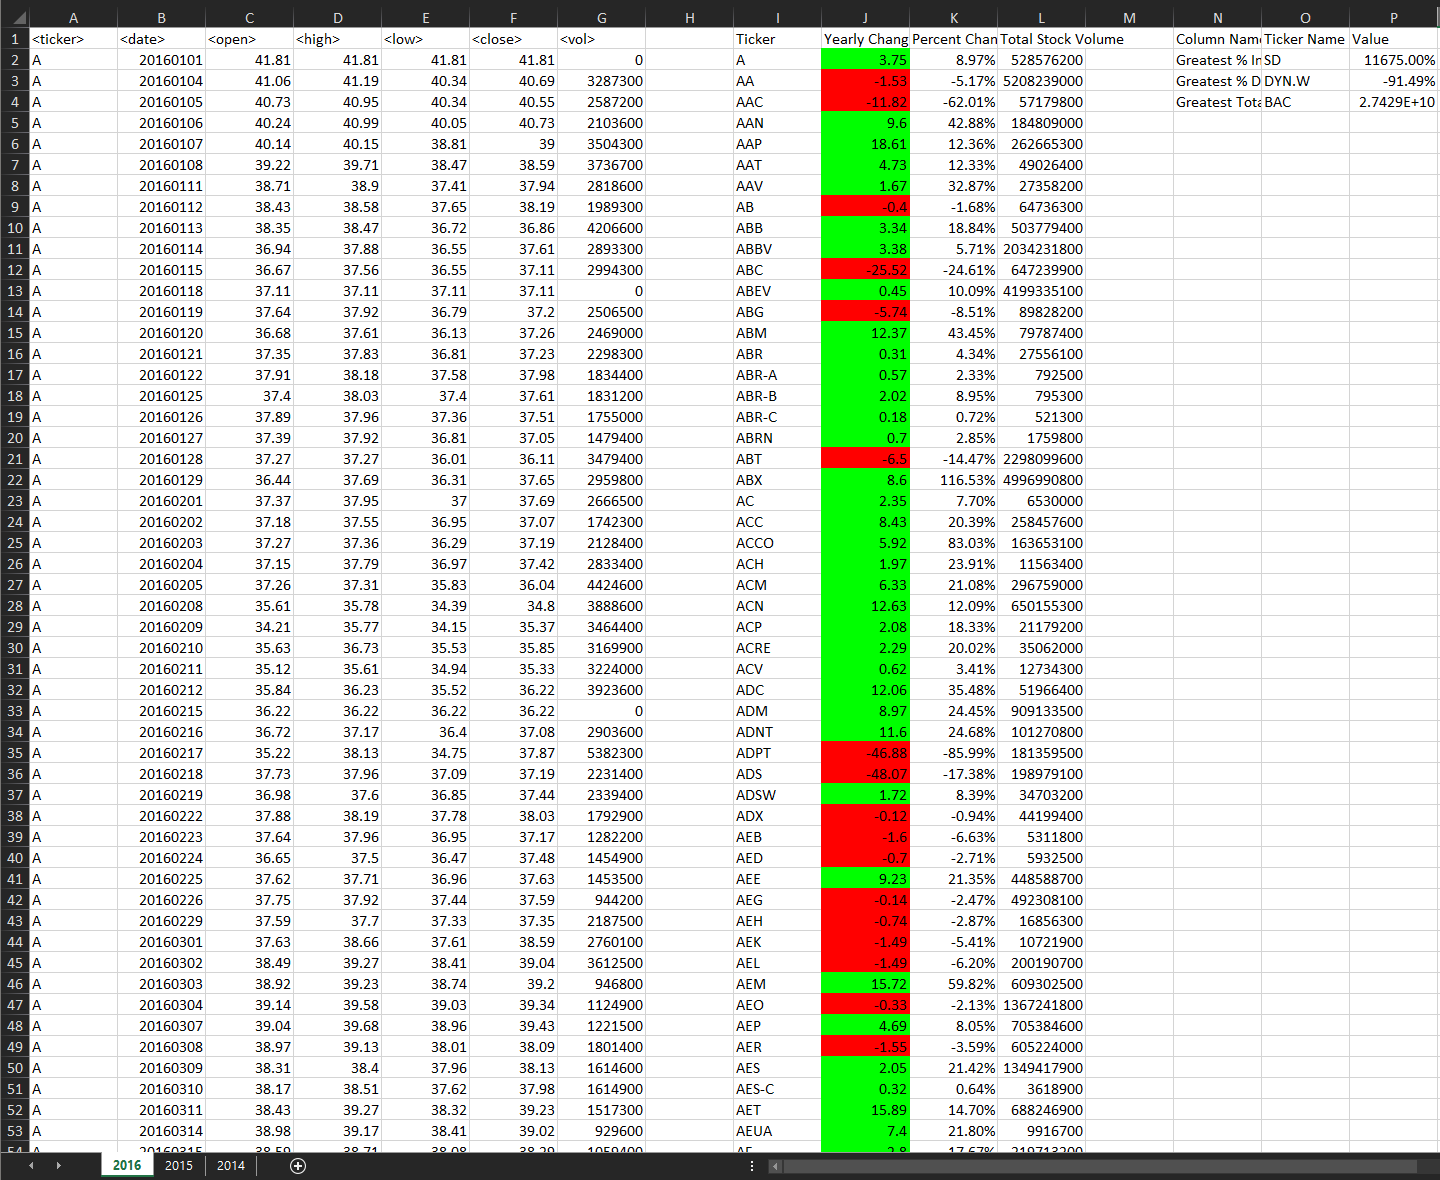 A B C D E F G H I J K L M N O P
1 <ticker> <date> <open> <high> <low> <close> <vol> Ticker Yearly Chang Percent Chan Total Stock Volume Column Nam Ticker Name Value
2 A 20160101 41.81 41.81 41.81 41.81 0 A 3.75 8.97% 528576200 Greatest % In SD 11675.00%
3 A 20160104 41.06 41.19 40.34 40.69 3287300 AA -1.53 -5.17% 5208239000 Greatest % D DYN.W -91.49%
4 A 20160105 40.73 40.95 40.34 40.55 2587200 AAC -11.82 -62.01% 57179800 Greatest Tota BAC 2.7429E+10
5 A 20160106 40.24 40.99 40.05 40.73 2103600 AAN 9.6 42.88% 184809000
6 A 20160107 40.14 40.15 38.81 39 3504300 AAP 18.61 12.36% 262665300
7 A 20160108 39.22 39.71 38.47 38.59 3736700 AAT 4.73 12.33% 49026400
8 A 20160111 38.71 38.9 37.41 37.94 2818600 AAV 1.67 32.87% 27358200
9 A 20160112 38.43 38.58 37.65 38.19 1989300 AB -0.4 -1.68% 64736300
10 A 20160113 38.35 38.47 36.72 36.86 4206600 ABB 3.34 18.84% 503779400
11 A 20160114 36.94 37.88 36.55 37.61 2893300 ABBV 3.38 5.71% 2034231800
12 A 20160115 36.67 37.56 36.55 37.11 2994300 ABC -25.52 -24.61% 647239900
13 A 20160118 37.11 37.11 37.11 37.11 0 ABEV 0.45 10.09% 4199335100
14 A 20160119 37.64 37.92 36.79 37.2 2506500 ABG -5.74 -8.51% 89828200
15 A 20160120 36.68 37.61 36.13 37.26 2469000 ABM 12.37 43.45% 79787400
16 A 20160121 37.35 37.83 36.81 37.23 2298300 ABR 0.31 4.34% 27556100
17 A 20160122 37.91 38.18 37.58 37.98 1834400 ABR-A 0.57 2.33% 792500
18 A 20160125 37.4 38.03 37.4 37.61 1831200 ABR-B 2.02 8.95% 795300
19 A 20160126 37.89 37.96 37.36 37.51 1755000 ABR-C 0.18 0.72% 521300
20 A 20160127 37.39 37.92 36.81 37.05 1479400 ABRN 0.7 2.85% 1759800
21 A 20160128 37.27 37.27 36.01 36.11 3479400 ABT -6.5 -14.47% 2298099600
22 A 20160129 36.44 37.69 36.31 37.65 2959800 ABX 8.6 116.53% 4996990800
23 A 20160201 37.37 37.95 37 37.69 2666500 AC 2.35 7.70% 6530000
24 A 20160202 37.18 37.55 36.95 37.07 1742300 ACC 8.43 20.39% 258457600
25 A 20160203 37.27 37.36 36.29 37.19 2128400 ACCO 5.92 83.03% 163653100
26 A 20160204 37.15 37.79 36.97 37.42 2833400 ACH 1.97 23.91% 11563400
27 A 20160205 37.26 37.31 35.83 36.04 4424600 ACM 6.33 21.08% 296759000
28 A 20160208 35.61 35.78 34.39 34.8 3888600 ACN 12.63 12.09% 650155300
29 A 20160209 34.21 35.77 34.15 35.37 3464400 ACP 2.08 18.33% 21179200
30 A 20160210 35.63 36.73 35.53 35.85 3169900 ACRE 2.29 20.02% 35062000
31 A 20160211 35.12 35.61 34.94 35.33 3224000 ACV 0.62 3.41% 12734300
32 A 20160212 35.84 36.23 35.52 36.22 3923600 ADC 12.06 35.48% 51966400
33 A 20160215 36.22 36.22 36.22 36.22 0 ADM 8.97 24.45% 909133500
34 A 20160216 36.72 37.17 36.4 37.08 2903600 ADNT 11.6 24.68% 101270800
35 A 20160217 35.22 38.13 34.75 37.87 5382300 ADPT -46.88 -85.99% 181359500
36 A 20160218 37.73 37.96 37.09 37.19 2231400 ADS -48.07 -17.38% 198979100
37 A 20160219 36.98 37.6 36.85 37.44 2339400 ADSW 1.72 8.39% 34703200
38 A 20160222 37.88 38.19 37.78 38.03 1792900 ADX -0.12 -0.94% 44199400
39 A 20160223 37.64 37.96 36.95 37.17 1282200 AEB -1.6 -6.63% 5311800
40 A 20160224 36.65 37.5 36.47 37.48 1454900 AED -0.7 -2.71% 5932500
41 A 20160225 37.62 37.71 36.96 37.63 1453500 AEE 9.23 21.35% 448588700
42 A 20160226 37.75 37.92 37.44 37.59 944200 AEG -0.14 -2.47% 492308100
43 A 20160229 37.59 37.7 37.33 37.35 2187500 AEH -0.74 -2.87% 16856300
44 A 20160301 37.63 38.66 37.61 38.59 2760100 AEK -1.49 -5.41% 10721900
45 A 20160302 38.49 39.27 38.41 39.04 3612500 AEL -1.49 -6.20% 200190700
46 A 20160303 38.92 39.23 38.74 39.2 946800 AEM 15.72 59.82% 609302500
47 A 20160304 39.14 39.58 39.03 39.34 1124900 AEO -0.33 -2.13% 1367241800
48 A 20160307 39.04 39.68 38.96 39.43 1221500 AEP 4.69 8.05% 705384600
49 A 20160308 38.97 39.13 38.01 38.09 1801400 AER -1.55 -3.59% 605224000
50 A 20160309 38.31 38.4 37.96 38.13 1614600 AES 2.05 21.42% 1349417900
51 A 20160310 38.17 38.51 37.62 37.98 1614900 AES-C 0.32 0.64% 3618900
52 A 20160311 38.43 39.27 38.32 39.23 1517300 AET 15.89 14.70% 688246900
53 A 20160314 38.98 39.17 38.41 39.02 929600 AEUA 7.4 21.80% 9916700
2016 2015 2014